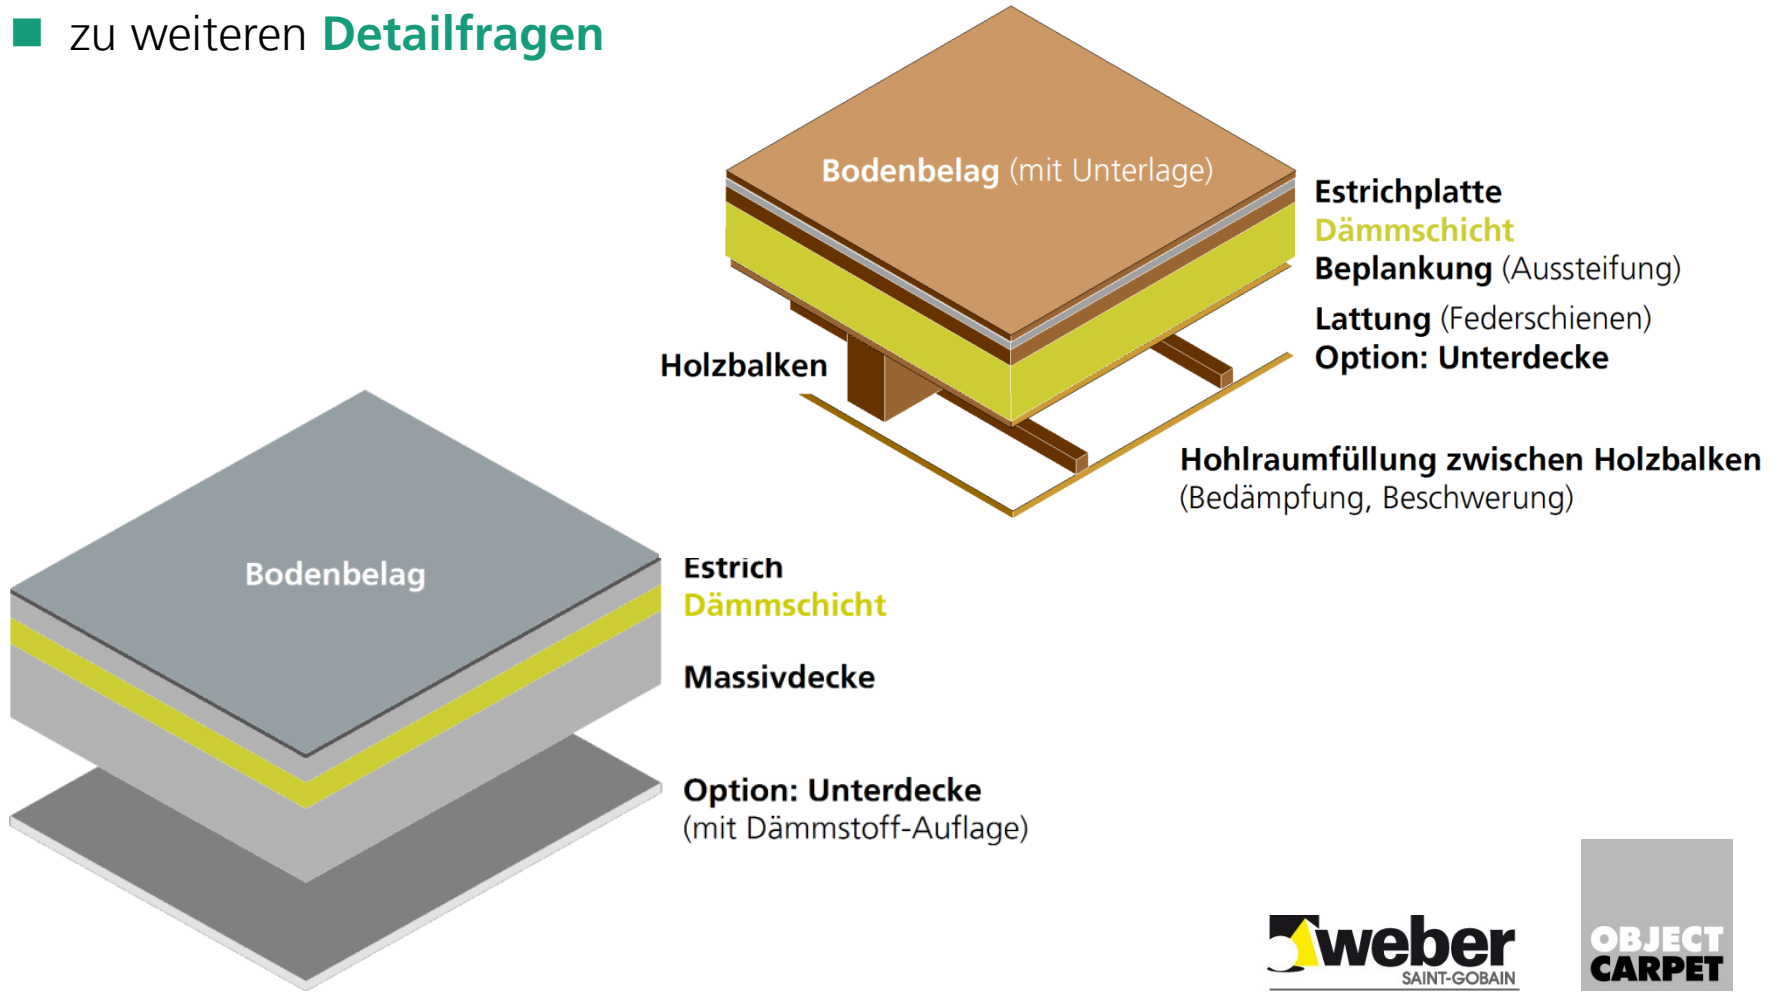 zu weiteren Detailfragen
Bodenbelag (mit Unterlage)
Estrichplatte
Dämmschicht
Beplankung (Aussteifung)
Lattung (Federschienen)
Option: Unterdecke
Holzbalken
Hohlraumfüllung zwischen Holzbalken
(Bedämpfung, Beschwerung)
Bodenbelag
Estrich
Dämmschicht
Massivdecke
Option: Unterdecke
(mit Dämmstoff-Auflage)
weber
SAINT-GOBAIN
OBJECT
CARPET